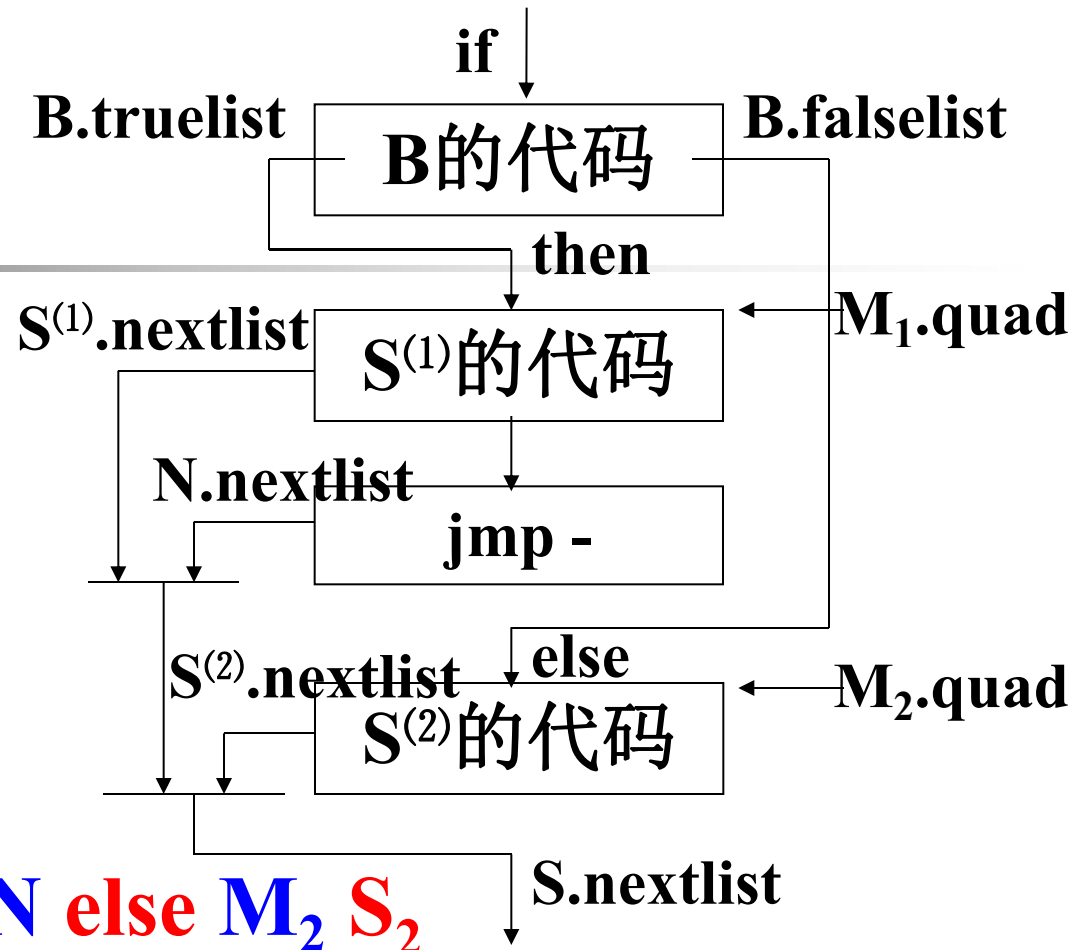 if
B.truelist
B.falselist
B的代码
then
M₁.quad
S⁽¹⁾.nextlist
S⁽¹⁾的代码
N.nextlist
jmp -
else
S⁽²⁾.nextlist
M₂.quad
S⁽²⁾的代码
S.nextlist
N else M₂ S₂